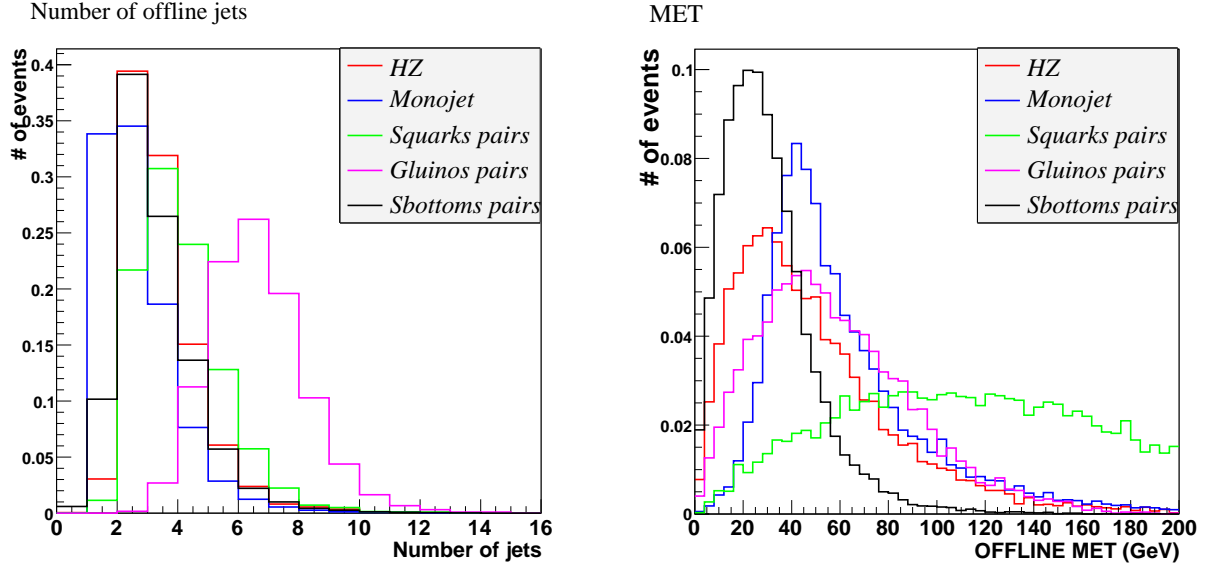 Number of offline jets
# of events
0.4
0.35
0.3
0.25
0.2
0.15
0.1
0.05
0
0 2 4 6 8 10 12 14 16
Number of jets
HZ
Monojet
Squarks pairs
Gluinos pairs
Sbottoms pairs
MET
# of events
0.1
0.08
0.06
0.04
0.02
0
0 20 40 60 80 100 120 140 160 180 200
OFFLINE MET (GeV)
HZ
Monojet
Squarks pairs
Gluinos pairs
Sbottoms pairs